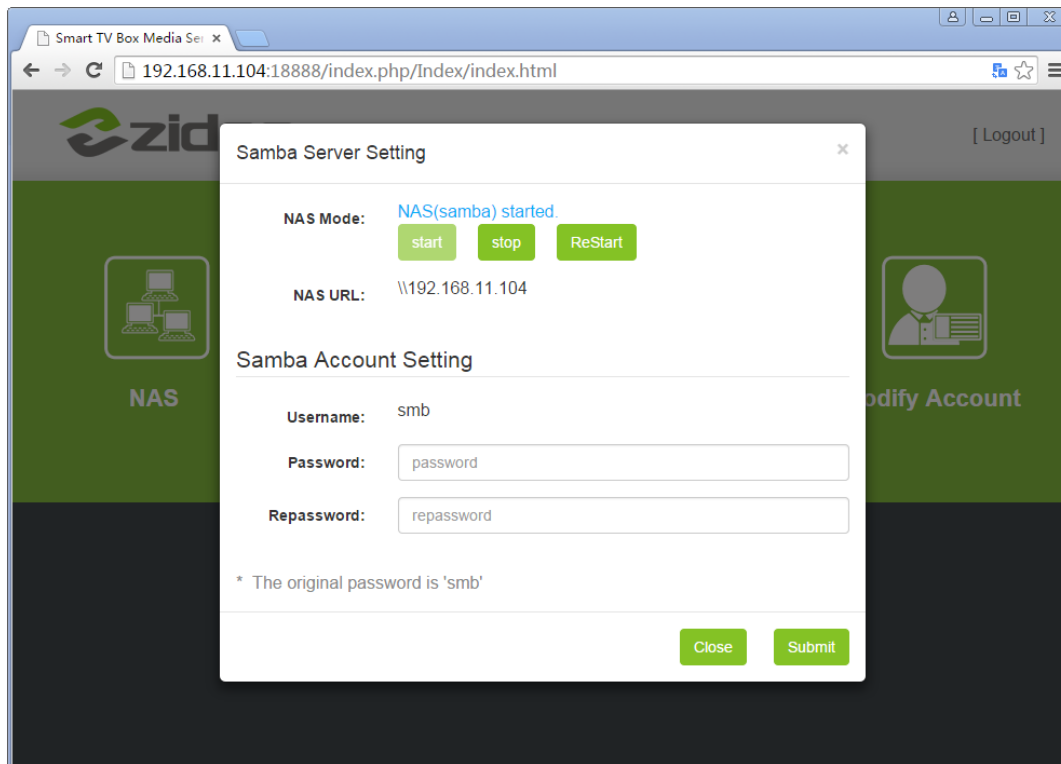 Smart TV Box Media Ser
192.168.11.104:18888/index.php/Index/index.html
[ Logout ]
Samba Server Setting
NAS Mode:
NAS(samba) started.
start
stop
ReStart
NAS URL:
\\192.168.11.104
Samba Account Setting
Username:
smb
Password:
password
Repassword:
repassword
* The original password is 'smb'
Close
Submit
NAS
odify Account